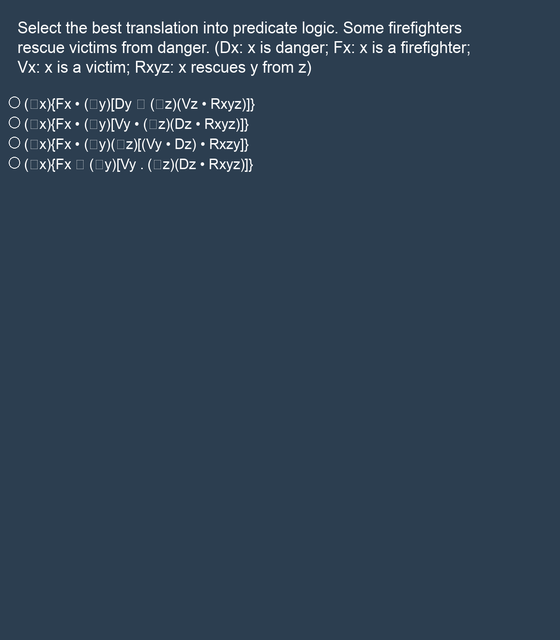 Select the best translation into predicate logic. Some firefighters
rescue victims from danger. (Dx: x is danger; Fx: x is a firefighter;
Vx: x is a victim; Rxyz: x rescues y from z)
(□x){Fx • (□y)[Dy □ (□z)(Vz • Rxyz)]}
(□x){Fx • (□y)[Vy • (□z)(Dz • Rxyz)]}
(□x){Fx • (□y)(□z)[(Vy • Dz) • Rxzy]}
(□x){Fx □ (□y)[Vy . (□z)(Dz • Rxyz)]}